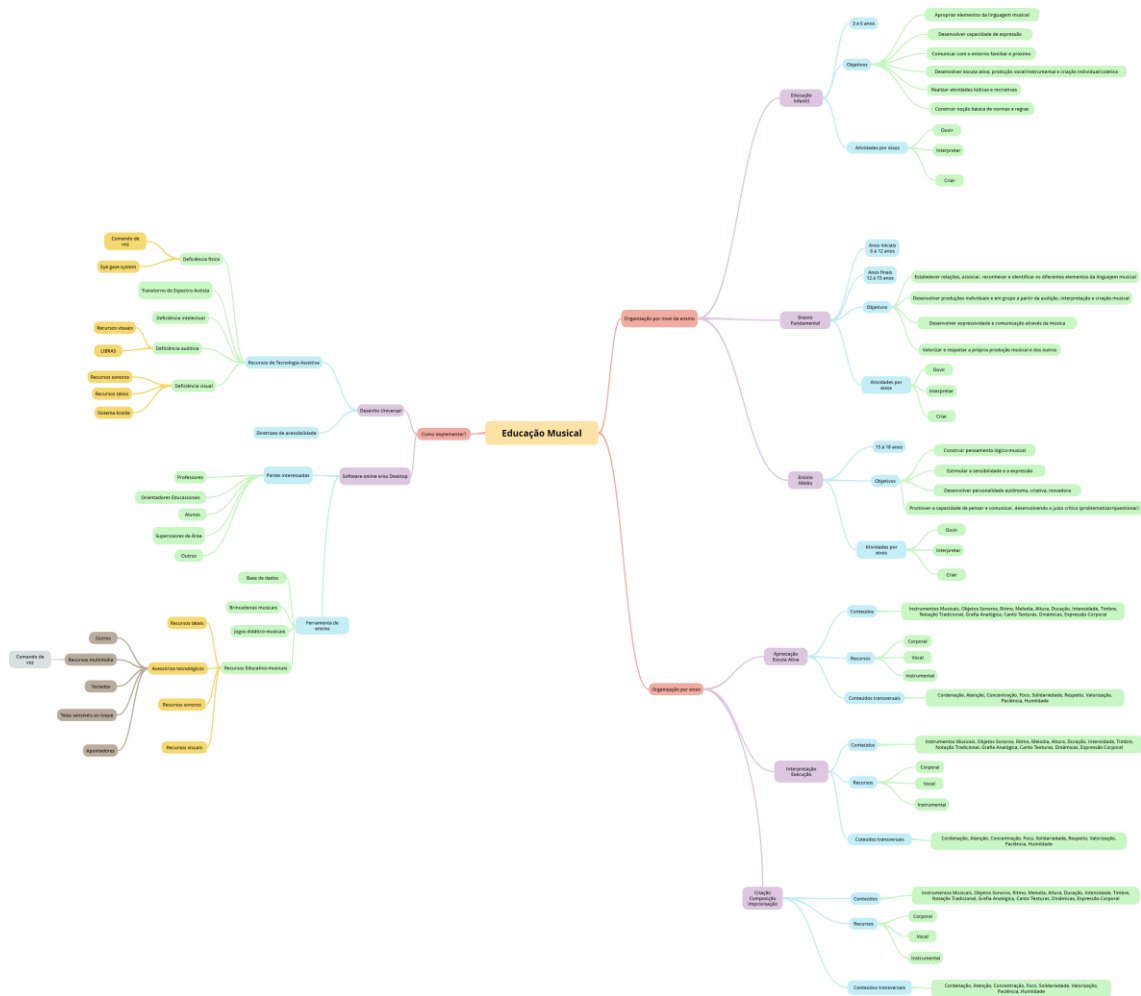 Educação Musical
Organização por nível de ensino
Educação
Infantil
3 à 6 anos
Objetivos
Apropriar elementos da linguagem musical
Desenvolver capacidade de expressão
Comunicar com o entorno familiar e próximo
Desenvolver escuta ativa, produção vocal/instrumental e criação individual/coletiva
Realizar atividades lúdicas e recreativas
Construir noção básica de normas e regras
Atividades por eixos
Ouvir
Interpretar
Criar
Ensino
Fundamental
Anos iniciais
6 à 12 anos
Anos finais
12 à 15 anos
Objetivos
Estabelecer relações, associar, reconhecer e identificar os diferentes elementos da linguagem musical
Desenvolver produções individuais e em grupo a partir da audição, interpretação e criação musical
Desenvolver expressividade e comunicação através da música
Valorizar e respeitar a própria produção musical e dos outros
Atividades por
eixos
Ouvir
Interpretar
Criar
Ensino
Médio
15 à 18 anos
Objetivos
Construir pensamento lógico-musical
Estimular a sensibilidade e a expressão
Desenvolver personalidade autônoma, criativa, inovadora
Promover a capacidade de pensar e comunicar, desenvolvendo o juízo crítico (problematizar/questionar)
Atividades por
eixos
Ouvir
Interpretar
Criar
Organização por eixos
Apreciação
Escuta Ativa
Conteúdos
Instrumentos Musicais, Objetos Sonoros, Ritmo, Melodia, Altura, Duração, Intensidade, Timbre,
Notação Tradicional, Grafia Analógica, Canto Texturas, Dinâmicas, Expressão Corporal
Recursos
Corporal
Vocal
Instrumental
Conteúdos transversais
Cordenação, Atenção, Concentração, Foco, Solidariedade, Respeito, Valorização,
Paciência, Humildade
Interpretação
Execução
Conteúdos
Instrumentos Musicais, Objetos Sonoros, Ritmo, Melodia, Altura, Duração, Intensidade, Timbre,
Notação Tradicional, Grafia Analógica, Canto Texturas, Dinâmicas, Expressão Corporal
Recursos
Corporal
Vocal
Instrumental
Coteúdos transversais
Cordenação, Atenção, Concentração, Foco, Solidariedade, Respeito, Valorização,
Paciência, Humildade
Criação
Composição
Improvisação
Conteúdos
Instrumentos Musicais, Objetos Sonoros, Ritmo, Melodia, Altura, Duração, Intensidade, Timbre,
Notação Tradicional, Grafia Analógica, Canto Texturas, Dinâmicas, Expressão Corporal
Recursos
Corporal
Vocal
Instrumental
Conteúdos transversais
Cordenação, Atenção, Concentração, Foco, Solidariedade, Valorização,
Paciência, Humildade
Como implementar?
Desenho Universal
Recursos de Tecnologia Assistiva
Deficiência física
Comando de
voz
Eye gaze system
Transtorno do Espectro Autista
Deficiência intelectual
Deficiência auditiva
Recursos visuais
LIBRAS
Deficiência visual
Recursos sonoros
Recursos táteis
Sistema braile
Diretrizes de acessibilidade
Software online e/ou Desktop
Partes interessadas
Professores
Orientadores Educacionais
Alunos
Supervisores de Área
Outros
Ferramenta de
ensino
Base de dados
Brincadeiras musicais
Jogos didático-musicais
Recursos Educativo-musicais
Recursos táteis
Acessórios tecnológicos
Outros
Recursos multimídia
Comando de
voz
Teclados
Telas sensíveis ao toque
Apontadores
Recursos sonoros
Recursos visuais